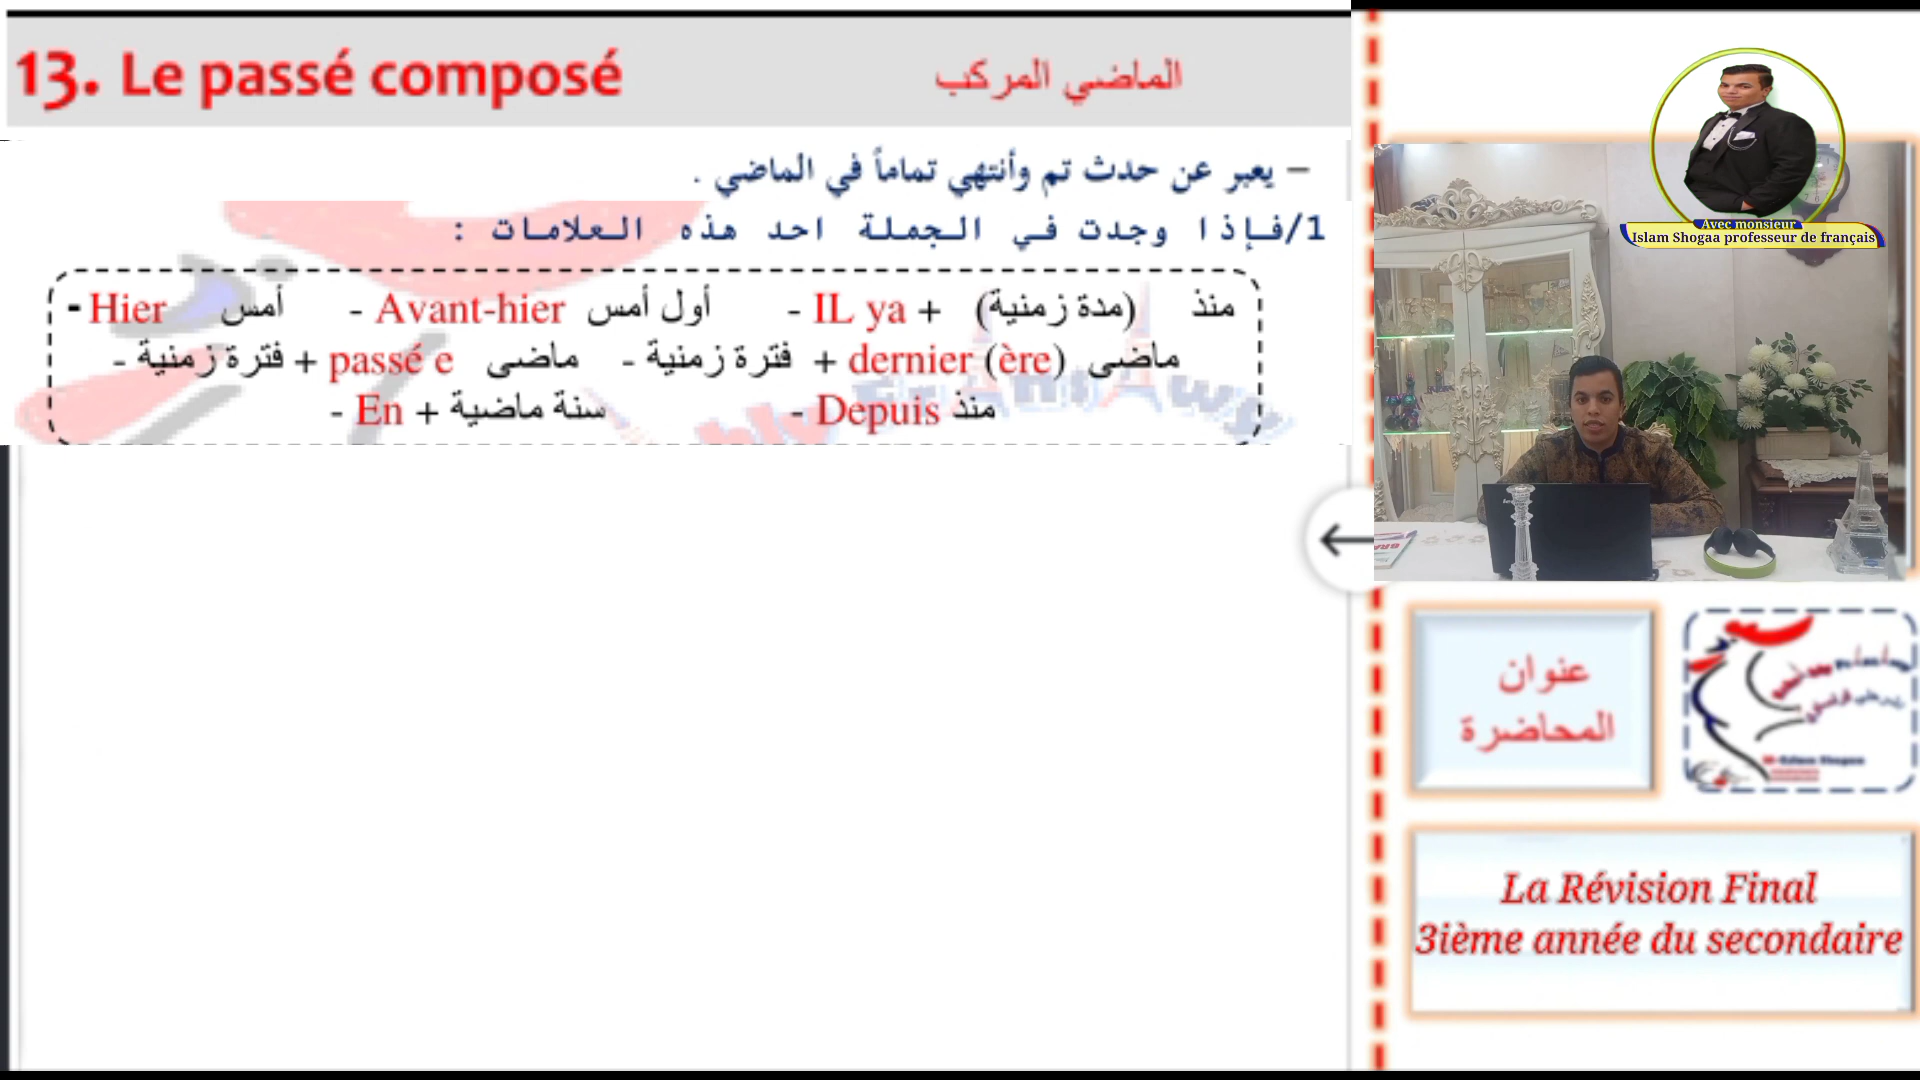 13. Le passé composé الماضي المركب
– يعبر عن حدث تم وأنتهي تماماً في الماضي .
1/فإذا وجدت في الجملة احد هذه العلامات :
- Hier أمس - Avant-hier أول أمس - IL ya + (مدة زمنية) منذ
- فترة زمنية + passé e ماضى - فترة زمنية + dernier (ère) ماضى
- En + سنة ماضية - Depuis منذ
Avec monsieur
Islam Shogaa professeur de français
عنوان
المحاضرة
La Révision Final
3ième année du secondaire